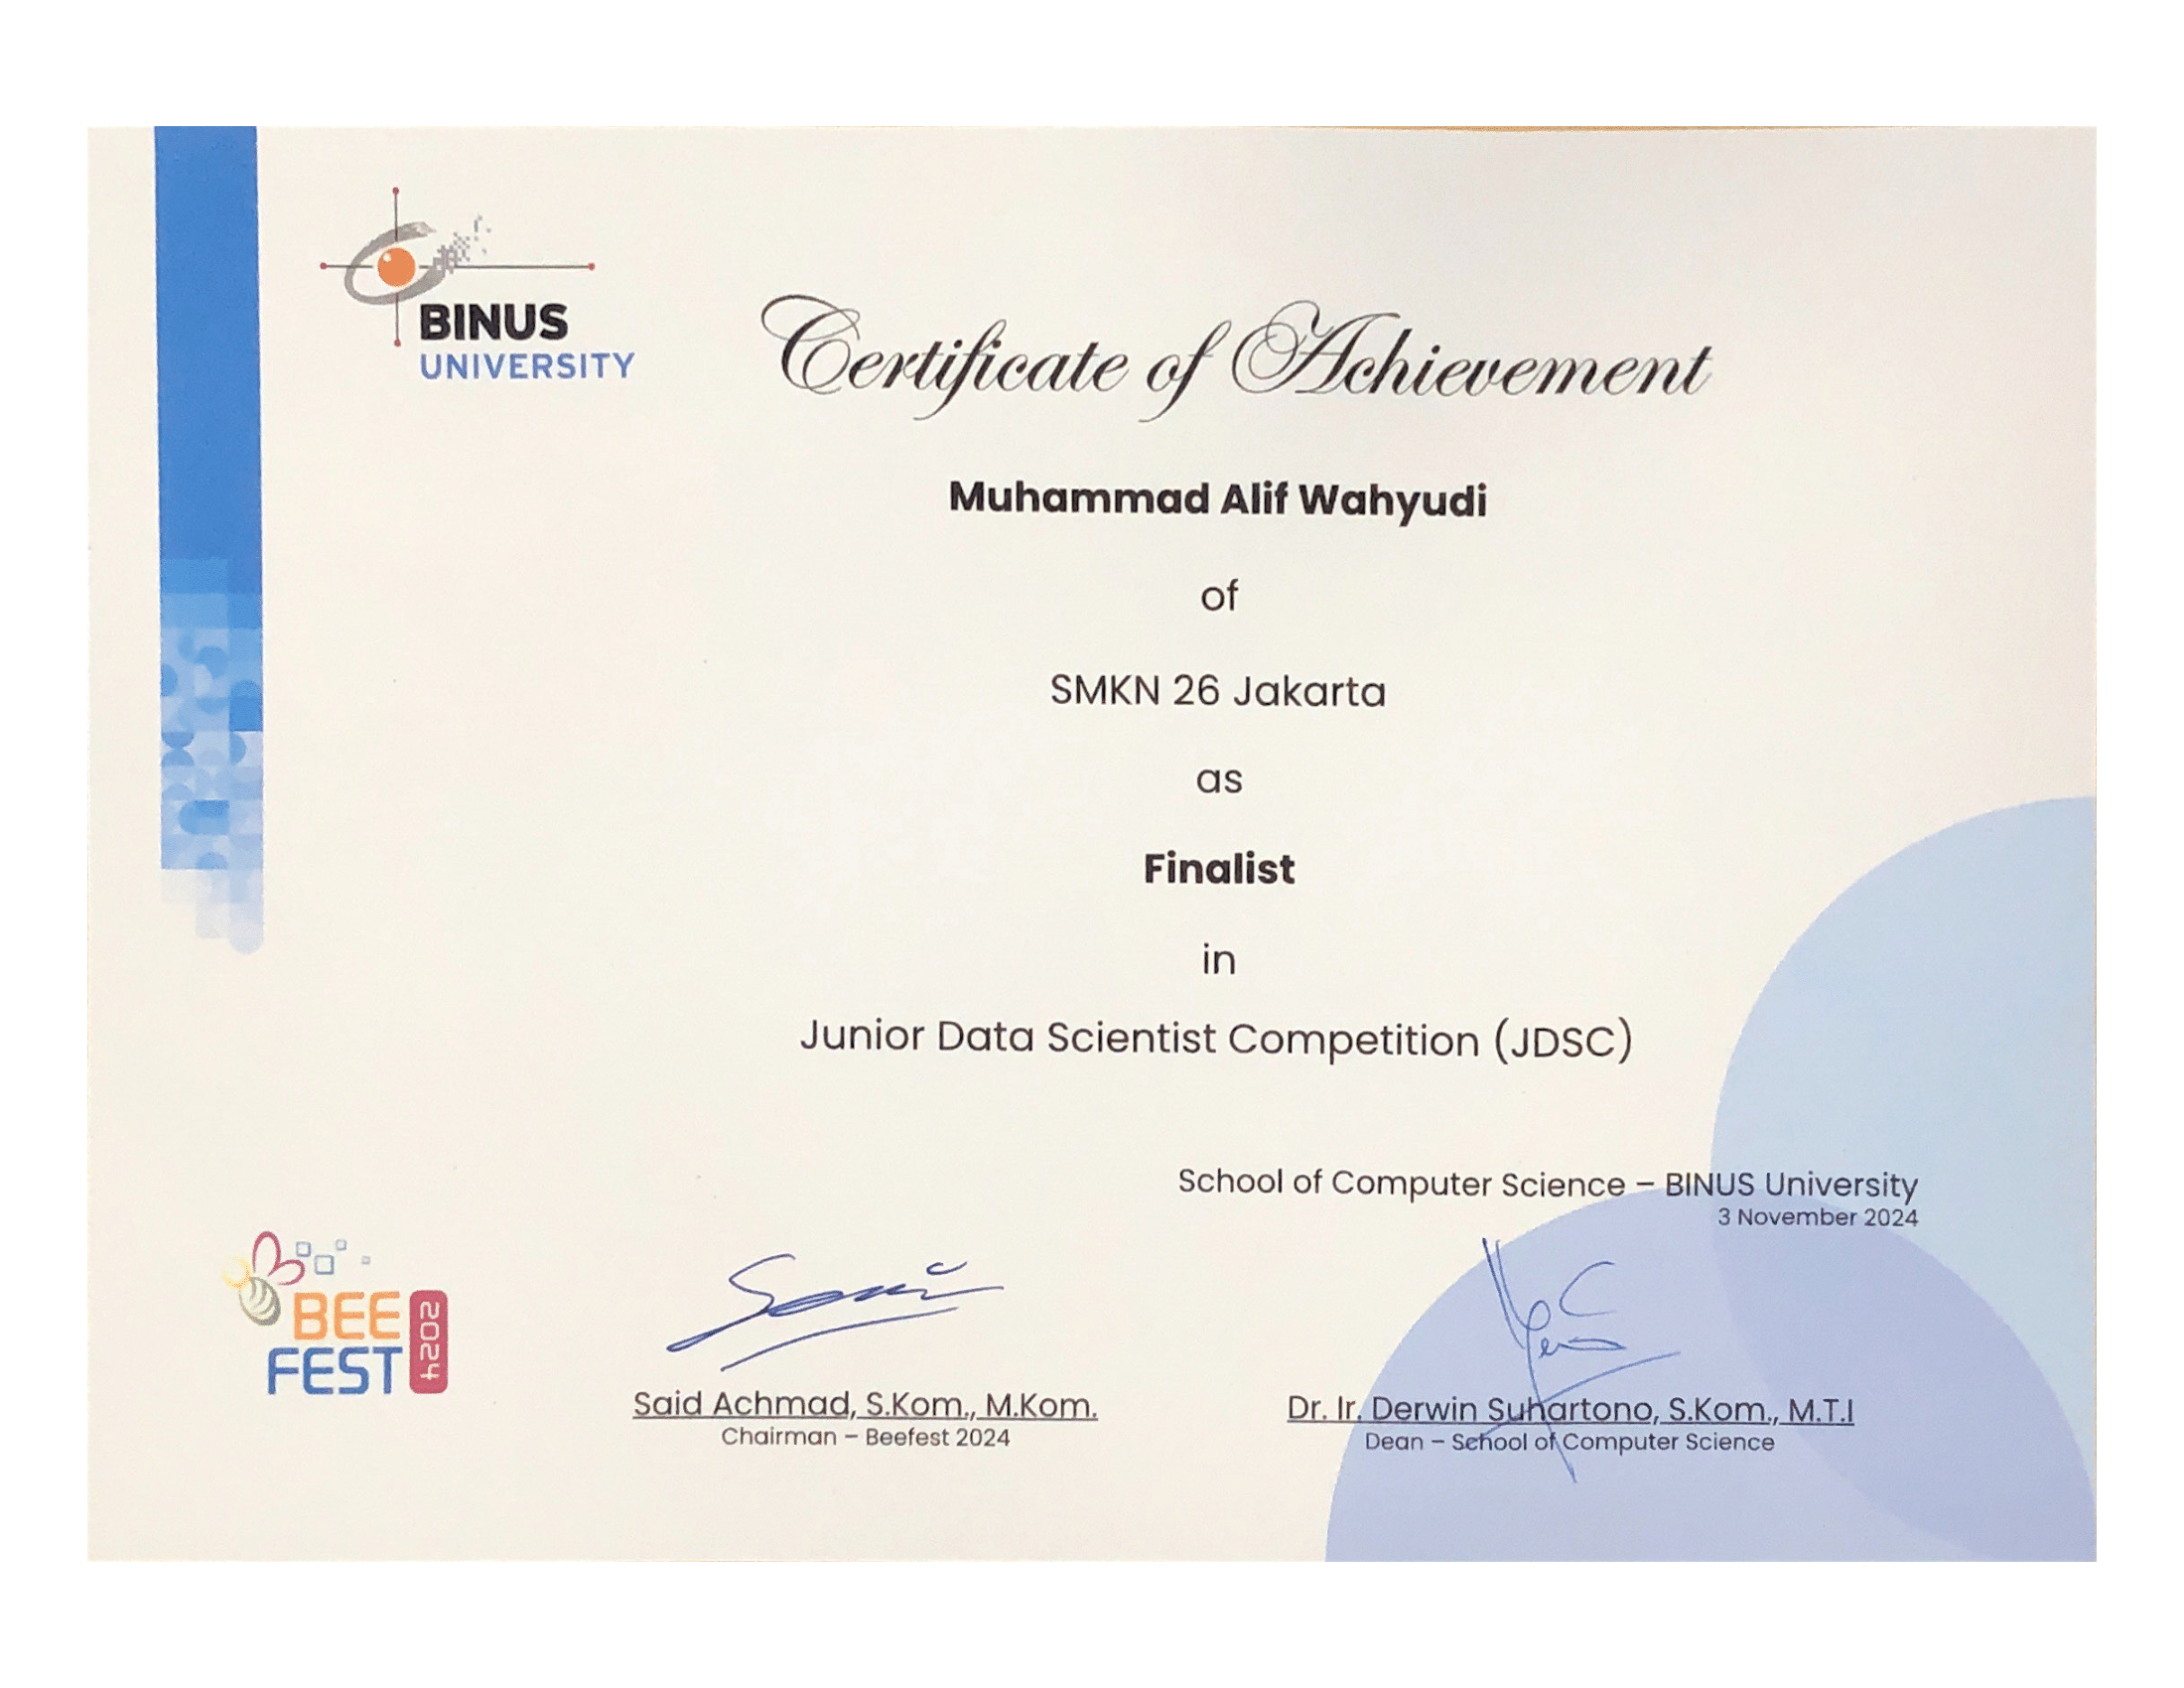 BINUS
UNIVERSITY
Certificate of Achievement
Muhammad Alif Wahyudi
of
SMKN 26 Jakarta
as
Finalist
in
Junior Data Scientist Competition (JDSC)
School of Computer Science – BINUS University
3 November 2024
BEE
FEST
2024
Said Achmad, S.Kom., M.Kom.
Chairman – Beefest 2024
Dr. Ir. Derwin Suhartono, S.Kom., M.T.I
Dean – School of Computer Science